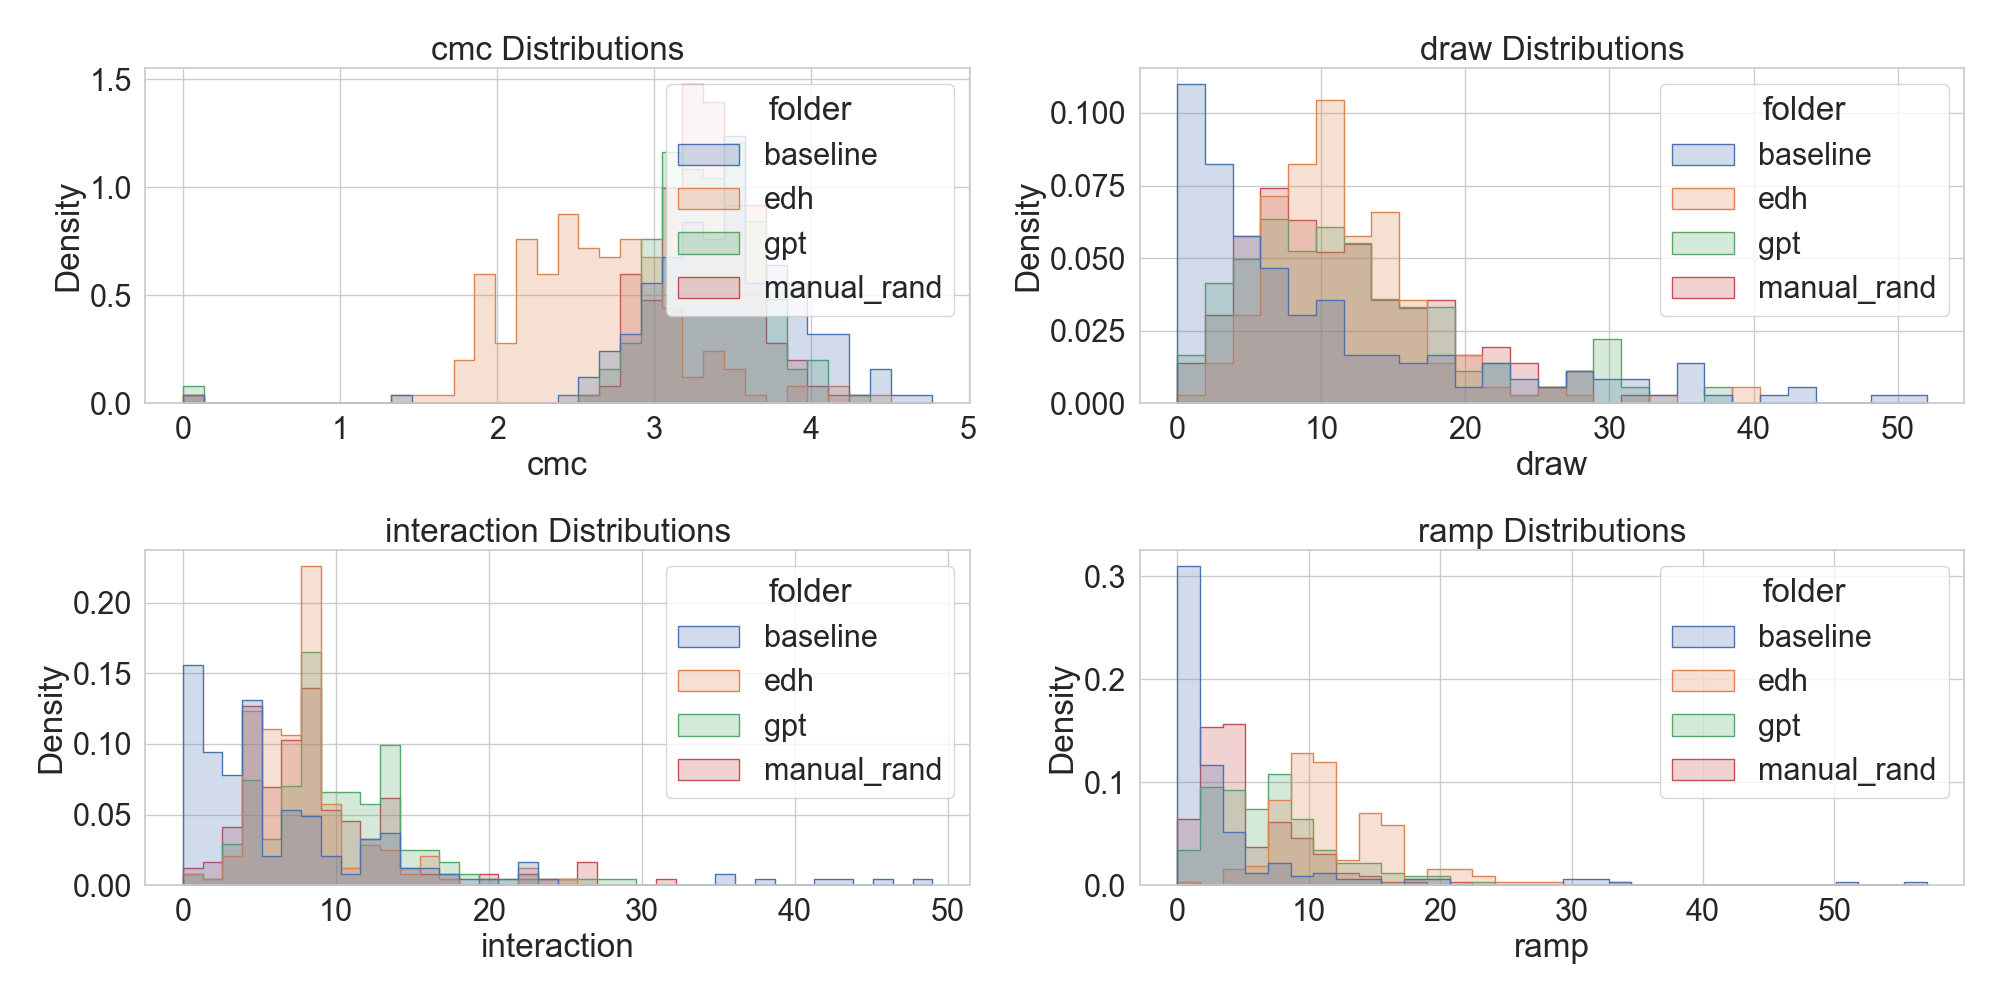 cmc Distributions
Density
1.5
1.0
0.5
0.0
0 1 2 3 4 5
cmc
folder
baseline
edh
gpt
manual_rand
draw Distributions
Density
0.100
0.075
0.050
0.025
0.000
0 10 20 30 40 50
draw
folder
baseline
edh
gpt
manual_rand
interaction Distributions
Density
0.20
0.15
0.10
0.05
0.00
0 10 20 30 40 50
interaction
folder
baseline
edh
gpt
manual_rand
ramp Distributions
Density
0.3
0.2
0.1
0.0
0 10 20 30 40 50
ramp
folder
baseline
edh
gpt
manual_rand